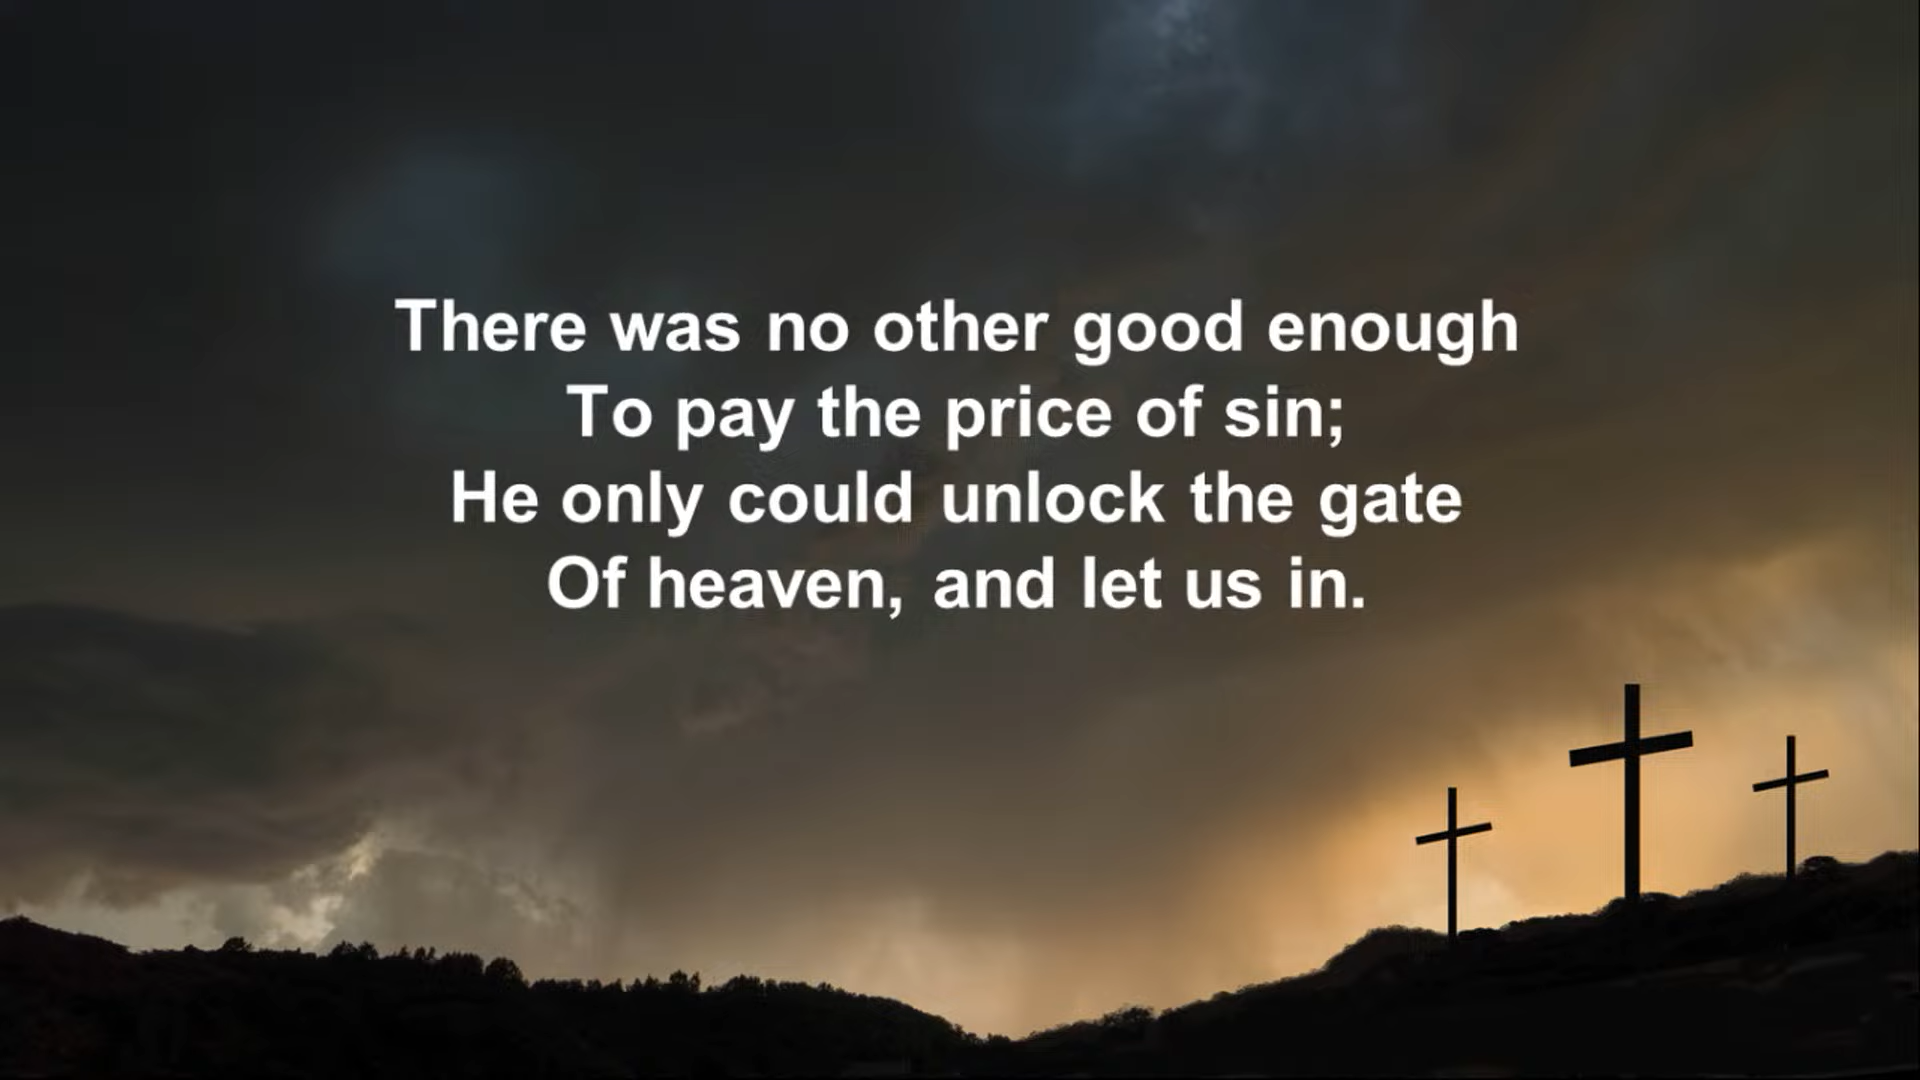 There was no other good enough
To pay the price of sin;
He only could unlock the gate
Of heaven, and let us in.